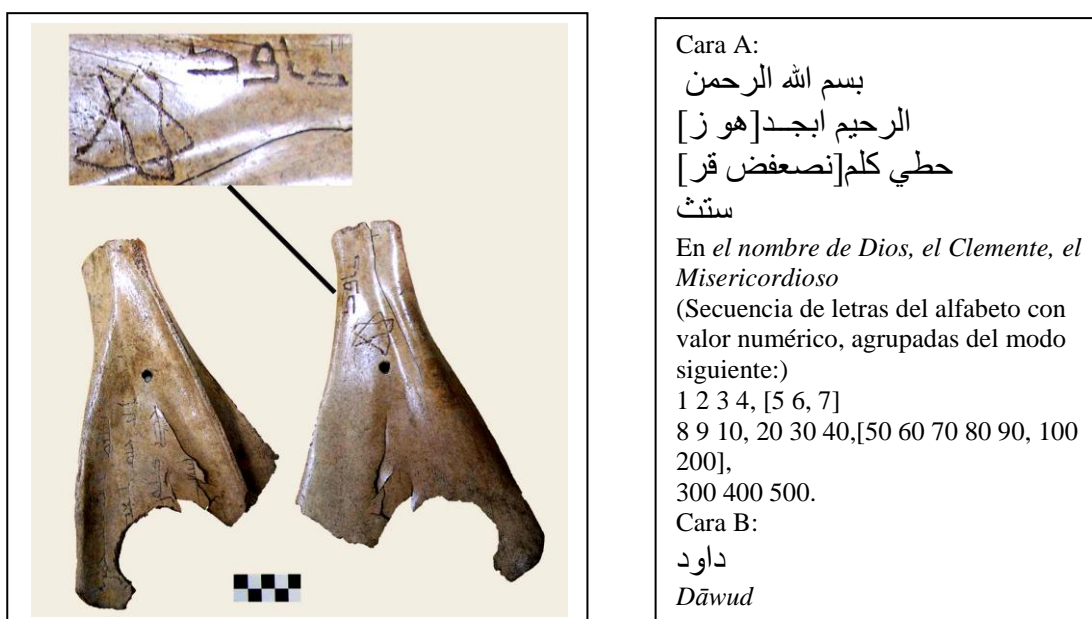 داود
داود
Cara A:
بسم الله الرحمن
الرحيم ابجــد[هو ز]
حطي كلم[نصعفض قر]
ستث
En el nombre de Dios, el Clemente, el
Misericordioso
(Secuencia de letras del alfabeto con
valor numérico, agrupadas del modo
siguiente:)
1 2 3 4, [5 6, 7]
8 9 10, 20 30 40,[50 60 70 80 90, 100
200],
300 400 500.
Cara B:
داود
Dāwud